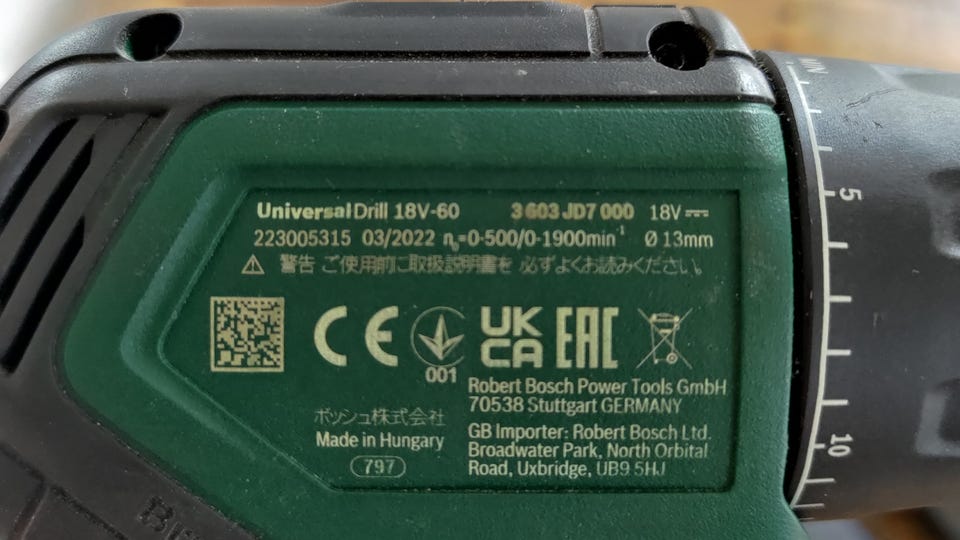 UniversalDrill 18V-60 3 603 JD7 000 18V
223005315 03/2022 n₀=0-500/0-1900min⁻¹ Ø 13mm
警告 ご使用前に取扱説明書を 必ずよくお読みください。
CE
001
UK
CA
EAC
Robert Bosch Power Tools GmbH
70538 Stuttgart GERMANY
ボッシュ株式会社
Made in Hungary
797
GB Importer: Robert Bosch Ltd.
Broadwater Park, North Orbital
Road, Uxbridge, UB9 5HJ
5
10